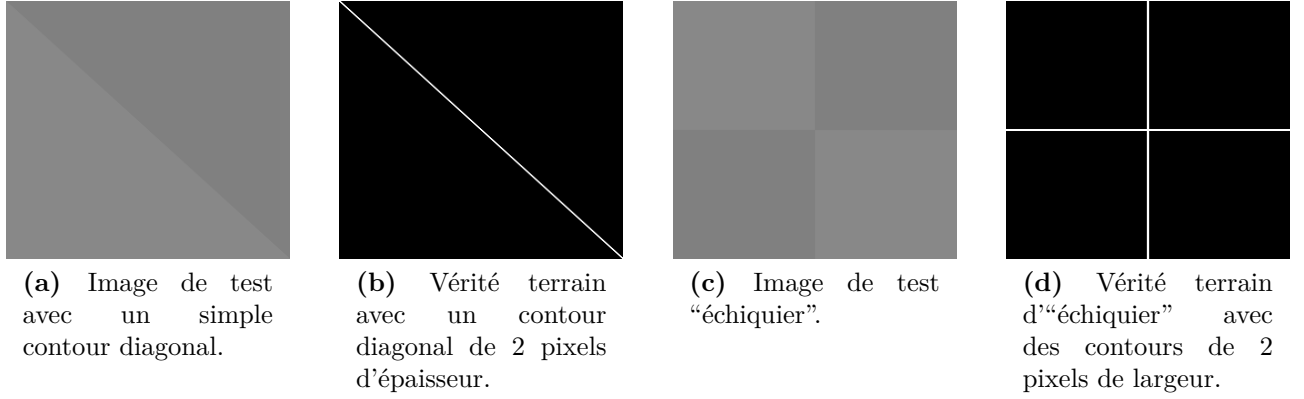 (a) Image de test
avec un simple
contour diagonal.
(b) Vérité terrain
avec un contour
diagonal de 2 pixels
d'épaisseur.
(c) Image de test
“échiquier”.
(d) Vérité terrain
d'“échiquier” avec
des contours de 2
pixels de largeur.